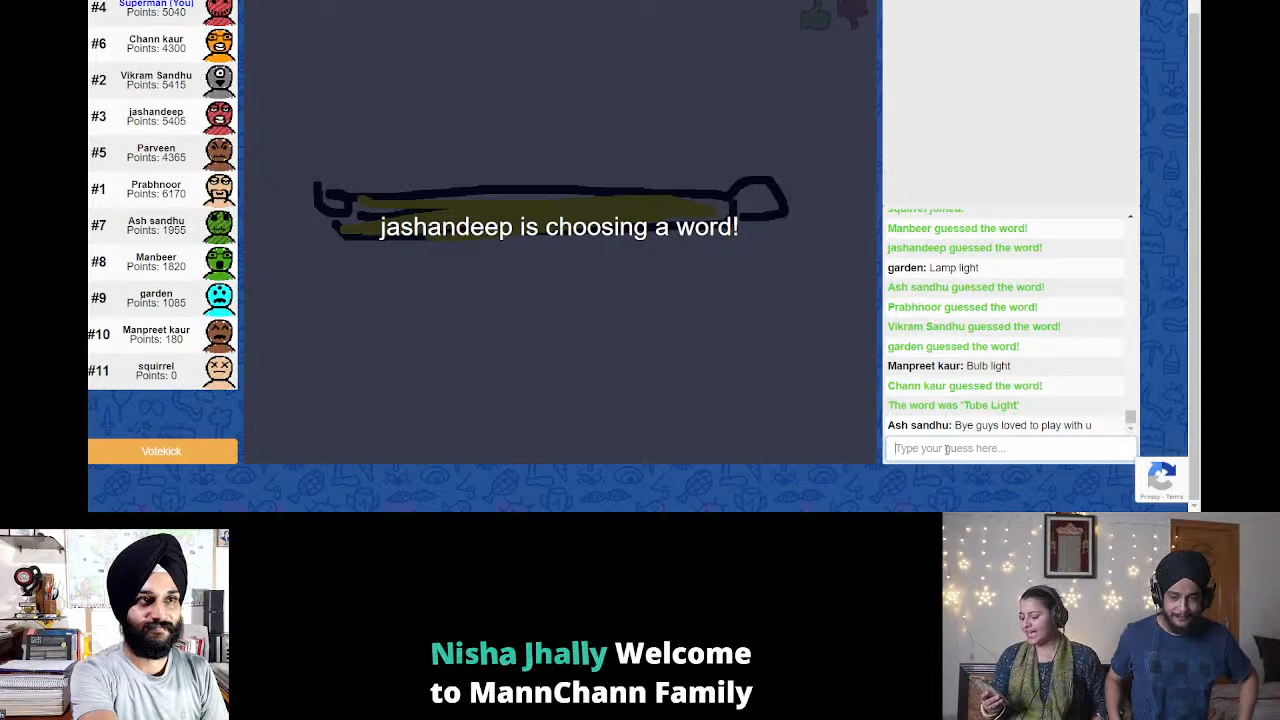 #4 Superman (You)
Points: 5040
#6 Chann kaur
Points: 4300
#2 Vikram Sandhu
Points: 5415
#3 jashandeep
Points: 5405
#5 Parveen
Points: 4365
#1 Prabhnoor
Points: 6170
#7 Ash sandhu
Points: 1955
#8 Manbeer
Points: 1820
#9 garden
Points: 1085
#10 Manpreet kaur
Points: 180
#11 squirrel
Points: 0
Votekick
jashandeep is choosing a word!
squirrel joined.
Manbeer guessed the word!
jashandeep guessed the word!
garden: Lamp light
Ash sandhu guessed the word!
Prabhnoor guessed the word!
Vikram Sandhu guessed the word!
garden guessed the word!
Manpreet kaur: Bulb light
Chann kaur guessed the word!
The word was 'Tube Light'
Ash sandhu: Bye guys loved to play with u
Type your guess here...
Privacy - Terms
Nisha Jhally Welcome
to MannChann Family